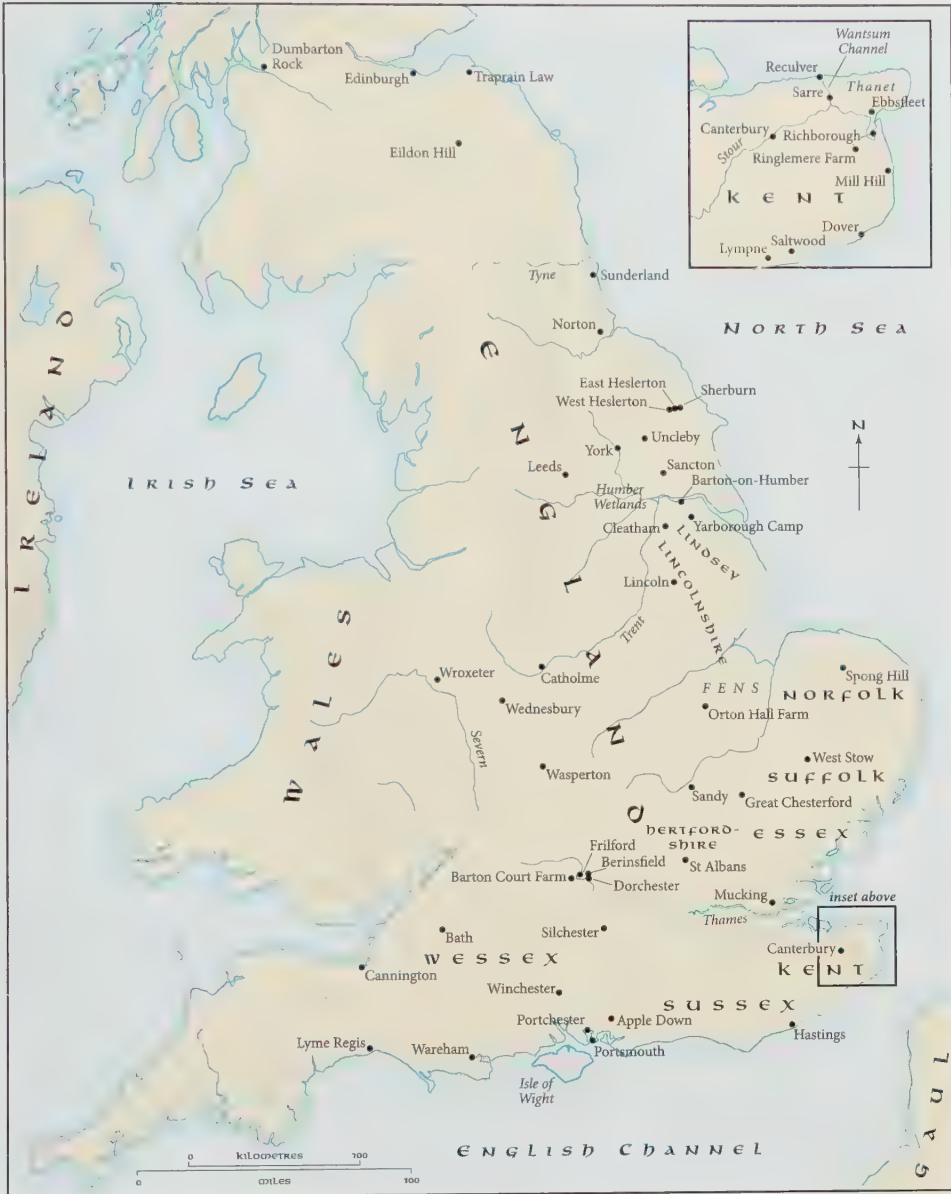 Dumbarton
Rock
Edinburgh
Traprain Law
Eildon Hill
Wantsum
Channel
Reculver
Sarre
Thanet
Ebbsfleet
Canterbury
Richborough
Stour
Ringlemere Farm
Mill Hill
KENT
Dover
Saltwood
Lympne
Tyne
Sunderland
Norton
NORTH SEA
IRELAND
ENGLAND
East Heslerton
Sherburn
West Heslerton
N
Uncleby
York
Leeds
Sancton
IRISH SEA
Humber
Wetlands
Barton-on-Humber
Cleatham
Yarborough Camp
LINDSEY
LINCOLNSHIRE
Lincoln
Trent
WALES
Wroxeter
Catholme
Spong Hill
FENS
NORFOLK
Wednesbury
Orton Hall Farm
Severn
West Stow
Wasperton
SUFFOLK
Sandy
Great Chesterford
HERTFORD-
SHIRE
ESSEX
Frilford
Berinsfield
St Albans
Barton Court Farm
Dorchester
Mucking
inset above
Thames
Bath
Silchester
Canterbury
WESSEX
KENT
Cannington
Winchester
SUSSEX
Portchester
Apple Down
Hastings
Lyme Regis
Wareham
Portsmouth
Isle of
Wight
GAUL
ENGLISH CHANNEL
0 KILOMETRES 100
0 MILES 100